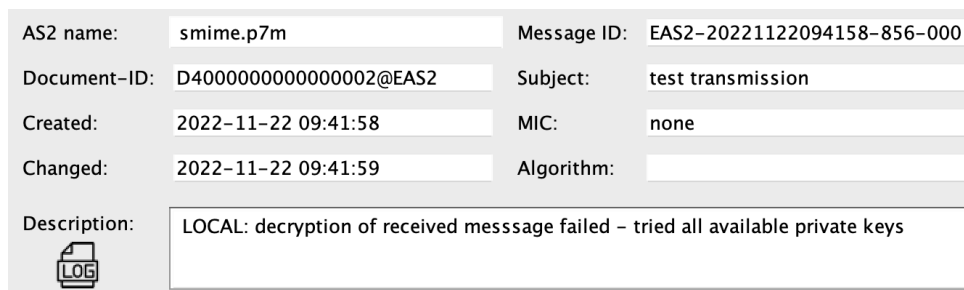 AS2 name: smime.p7m Message ID: EAS2-20221122094158-856-000
Document-ID: D4000000000000002@EAS2 Subject: test transmission
Created: 2022-11-22 09:41:58 MIC: none
Changed: 2022-11-22 09:41:59 Algorithm:
Description: LOCAL: decryption of received messsage failed - tried all available private keys
LOG